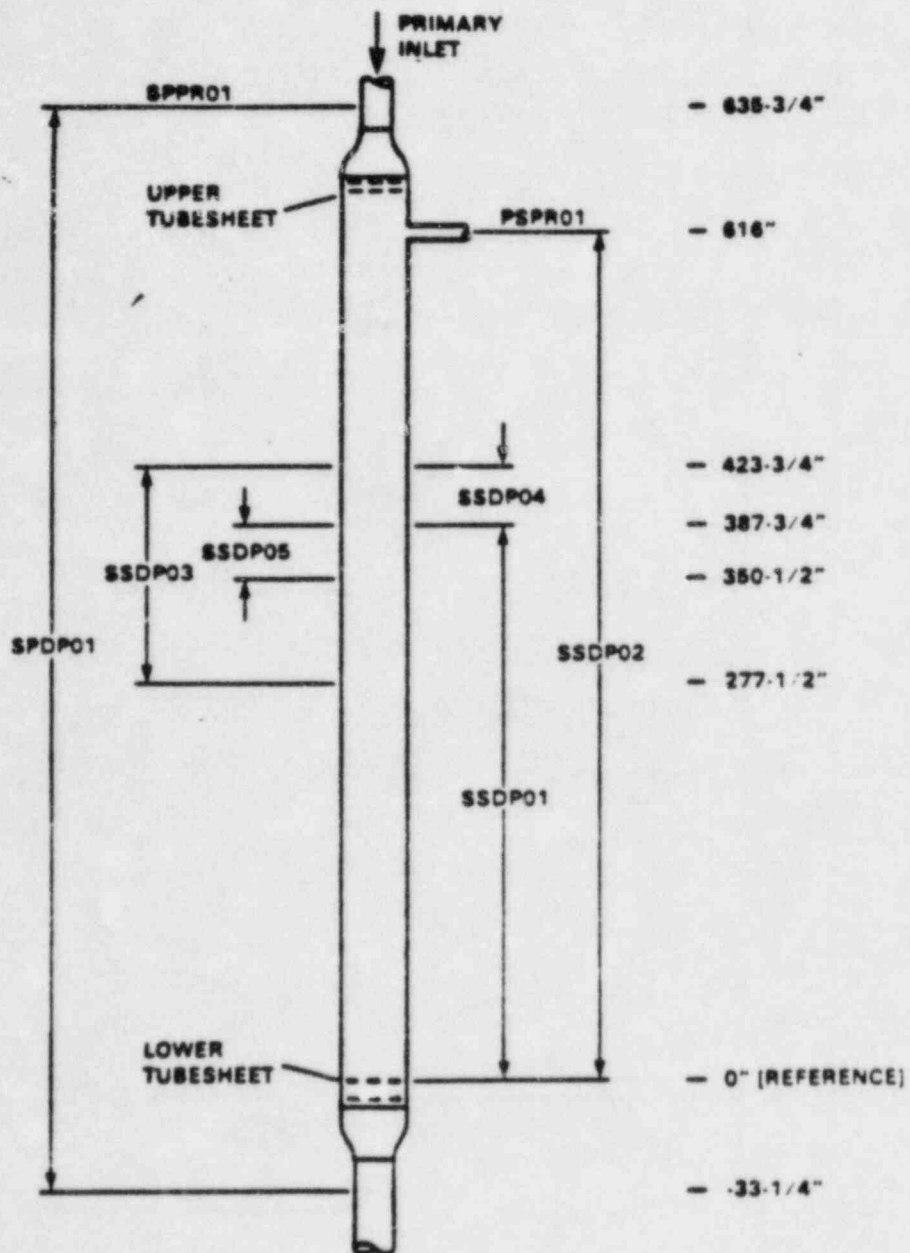 PRIMARY
INLET
SPPR01
- 635-3/4"
UPPER
TUBESHEET
PSPR01
- 616"
- 423-3/4"
SSDP04
- 387-3/4"
SSDP05
SSDP03
- 350-1/2"
SPDP01
SSDP02
- 277-1/2"
SSDP01
LOWER
TUBESHEET
- 0" [REFERENCE]
- -33-1/4"